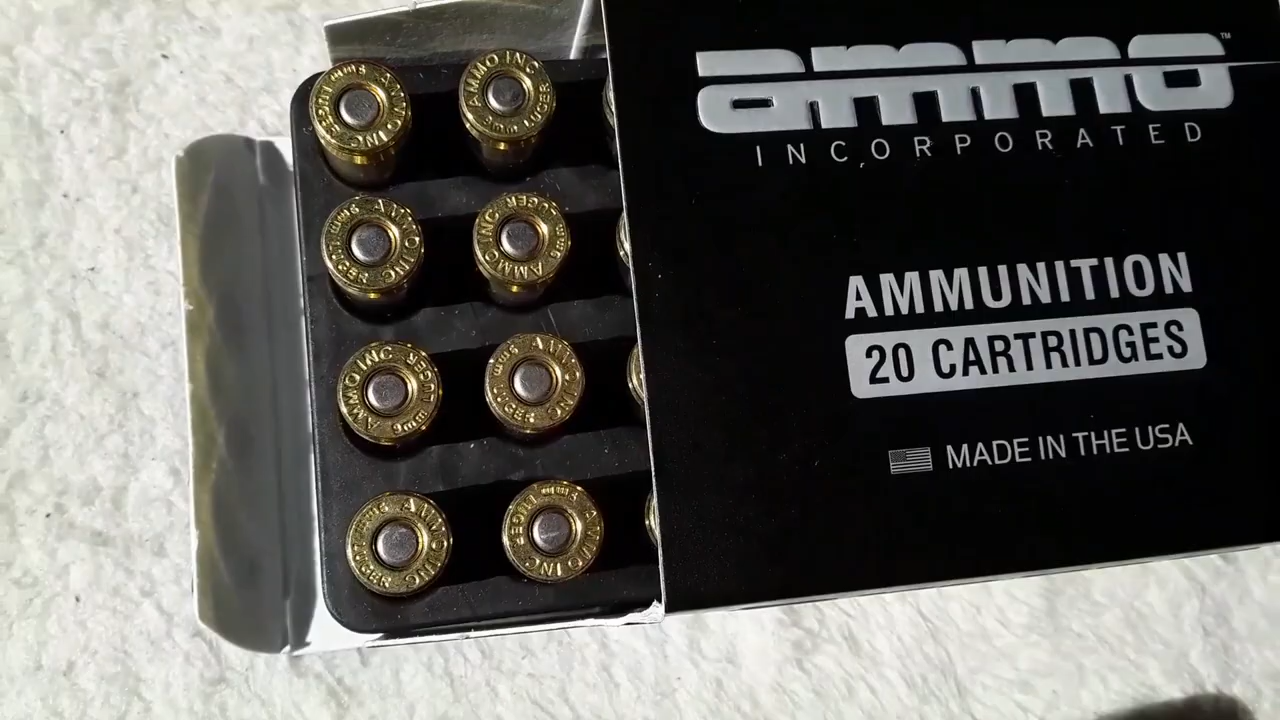 ammo™
INCORPORATED
AMMUNITION
20 CARTRIDGES
MADE IN THE USA
AMMO INC 9mm LUGER
AMMO INC 9mm LUGER
AMMO INC 9mm LUGER
AMMO INC 9mm LUGER
AMMO INC 9mm LUGER
AMMO INC 9mm LUGER
AMMO INC 9mm LUGER
AMMO INC 9mm LUGER